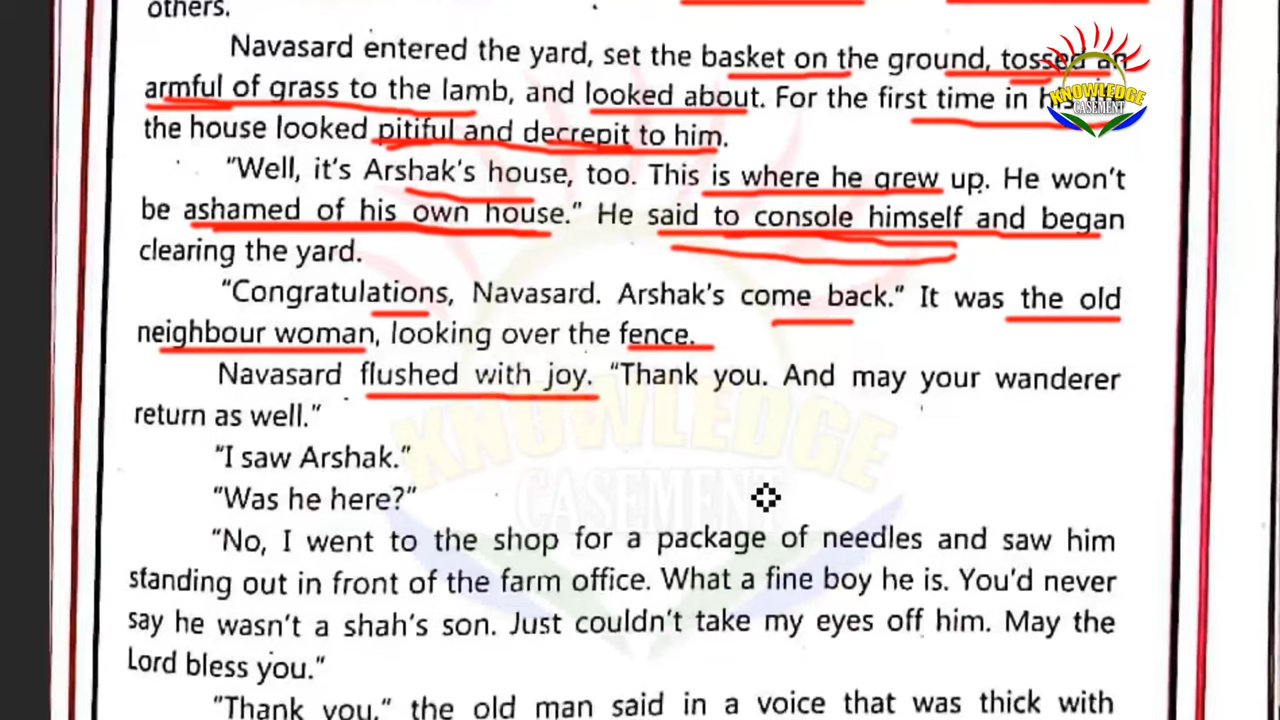 others.
Navasard entered the yard, set the basket on the ground, tossed an
armful of grass to the lamb, and looked about. For the first time in
the house looked pitiful and decrepit to him.
“Well, it’s Arshak’s house, too. This is where he grew up. He won’t
be ashamed of his own house.” He said to console himself and began
clearing the yard.
“Congratulations, Navasard. Arshak’s come back.” It was the old
neighbour woman, looking over the fence.
Navasard flushed with joy. “Thank you. And may your wanderer
return as well.”
“I saw Arshak.”
“Was he here?”
“No, I went to the shop for a package of needles and saw him
standing out in front of the farm office. What a fine boy he is. You’d never
say he wasn’t a shah’s son. Just couldn’t take my eyes off him. May the
Lord bless you.”
“Thank you,” the old man said in a voice that was thick with
KNOWLEDGE
CASEMENT
KNOWLEDGE
CASEMENT